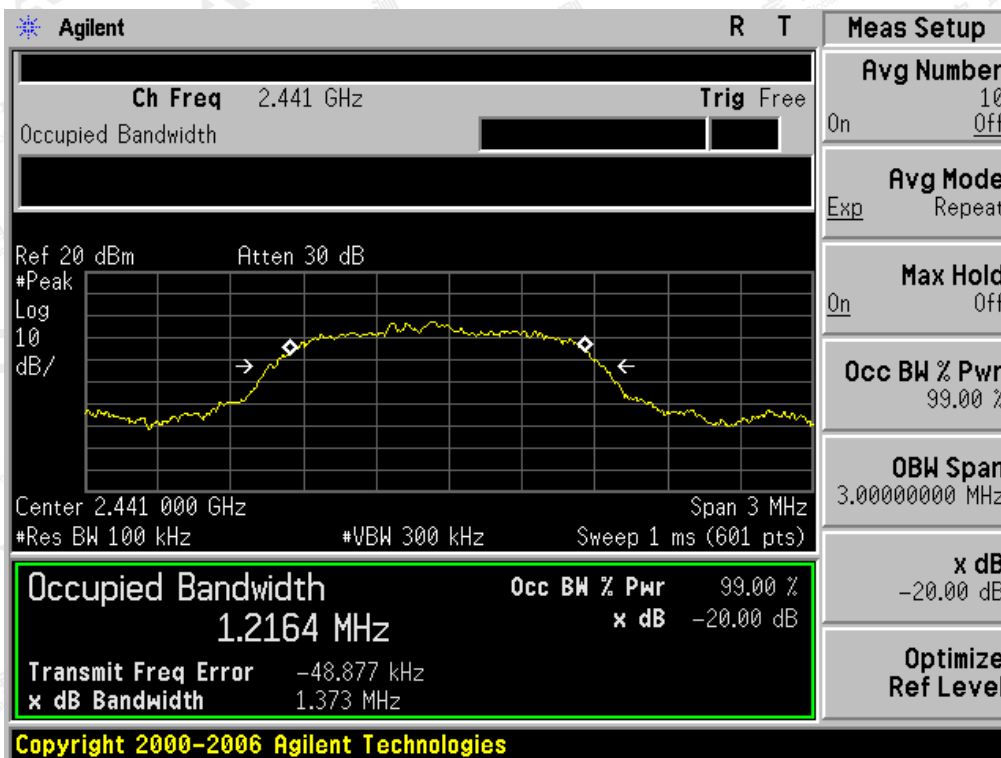 Agilent R T
Ch Freq 2.441 GHz Trig Free
Occupied Bandwidth
Ref 20 dBm Atten 30 dB
#Peak
Log
10
dB/
Center 2.441 000 GHz Span 3 MHz
#Res BW 100 kHz #VBW 300 kHz Sweep 1 ms (601 pts)
Occupied Bandwidth Occ BW % Pwr 99.00 %
1.2164 MHz x dB -20.00 dB
Transmit Freq Error -48.877 kHz
x dB Bandwidth 1.373 MHz
Copyright 2000-2006 Agilent Technologies
Meas Setup
Avg Number
10
On Off
Avg Mode
Exp Repeat
Max Hold
On Off
Occ BW % Pwr
99.00 %
OBW Span
3.00000000 MHz
x dB
-20.00 dB
Optimize
Ref Level